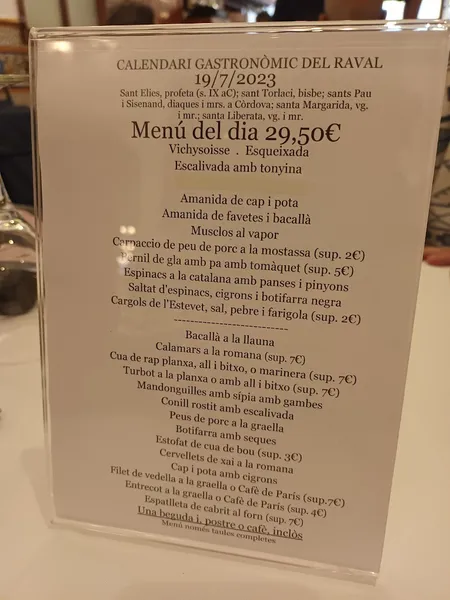 CALENDARI GASTRONÒMIC DEL RAVAL
19/7/2023
Sant Elies, profeta (s. IX aC); sant Torlaci, bisbe; sants Pau
i Sisenand, diaques i mrs. a Còrdova; santa Margarida, vg.
i mr.; santa Liberata, vg. i mr.
Menú del dia 29,50€
Vichysoisse . Esqueixada
Escalivada amb tonyina
Amanida de cap i pota
Amanida de favetes i bacallà
Musclos al vapor
Carpaccio de peu de porc a la mostassa (sup. 2€)
Pernil de gla amb pa amb tomàquet (sup. 5€)
Espinacs a la catalana amb panses i pinyons
Saltat d'espinacs, cigrons i botifarra negra
Cargols de l'Estevet, sal, pebre i farigola (sup. 2€)
--------------------------
Bacallà a la llauna
Calamars a la romana (sup. 7€)
Cua de rap planxa, all i bitxo, o marinera (sup. 7€)
Turbot a la planxa o amb all i bitxo (sup. 7€)
Mandonguilles amb sípia amb gambes
Conill rostit amb escalivada
Peus de porc a la graella
Botifarra amb seques
Estofat de cua de bou (sup. 3€)
Cervellets de xai a la romana
Cap i pota amb cigrons
Filet de vedella a la graella o Cafè de París (sup.7€)
Entrecot a la graella o Cafè de París (sup. 4€)
Espatlleta de cabrit al forn (sup. 7€)
Una beguda i, postre o cafè, inclòs
Menú només taules completes